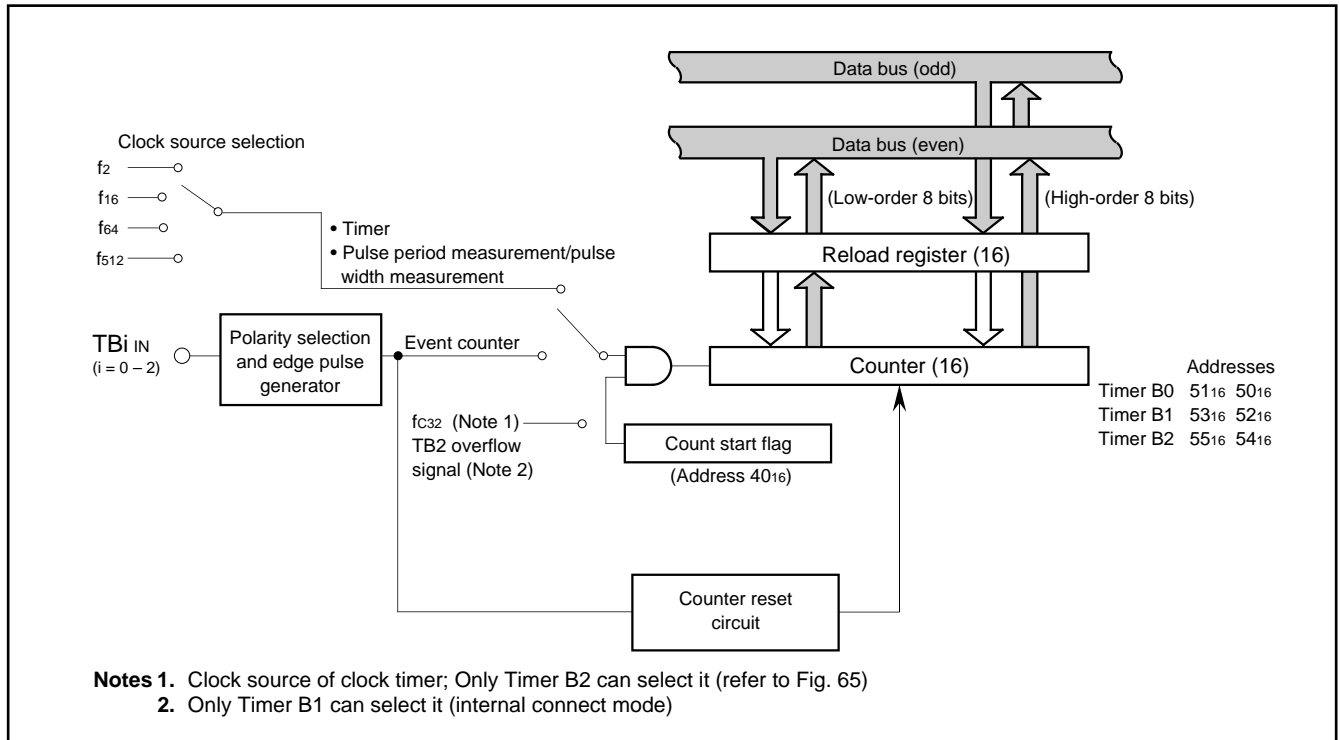 Data bus (odd)
Data bus (even)
Clock source selection
f2
f16
f64
f512
(Low-order 8 bits)
(High-order 8 bits)
• Timer
• Pulse period measurement/pulse
width measurement
Reload register (16)
TBi IN
(i = 0 – 2)
Polarity selection
and edge pulse
generator
Event counter
Counter (16)
Addresses
Timer B0 5116 5016
Timer B1 5316 5216
Timer B2 5516 5416
fC32 (Note 1)
TB2 overflow
signal (Note 2)
Count start flag
(Address 4016)
Counter reset
circuit
Notes 1. Clock source of clock timer; Only Timer B2 can select it (refer to Fig. 65)
2. Only Timer B1 can select it (internal connect mode)